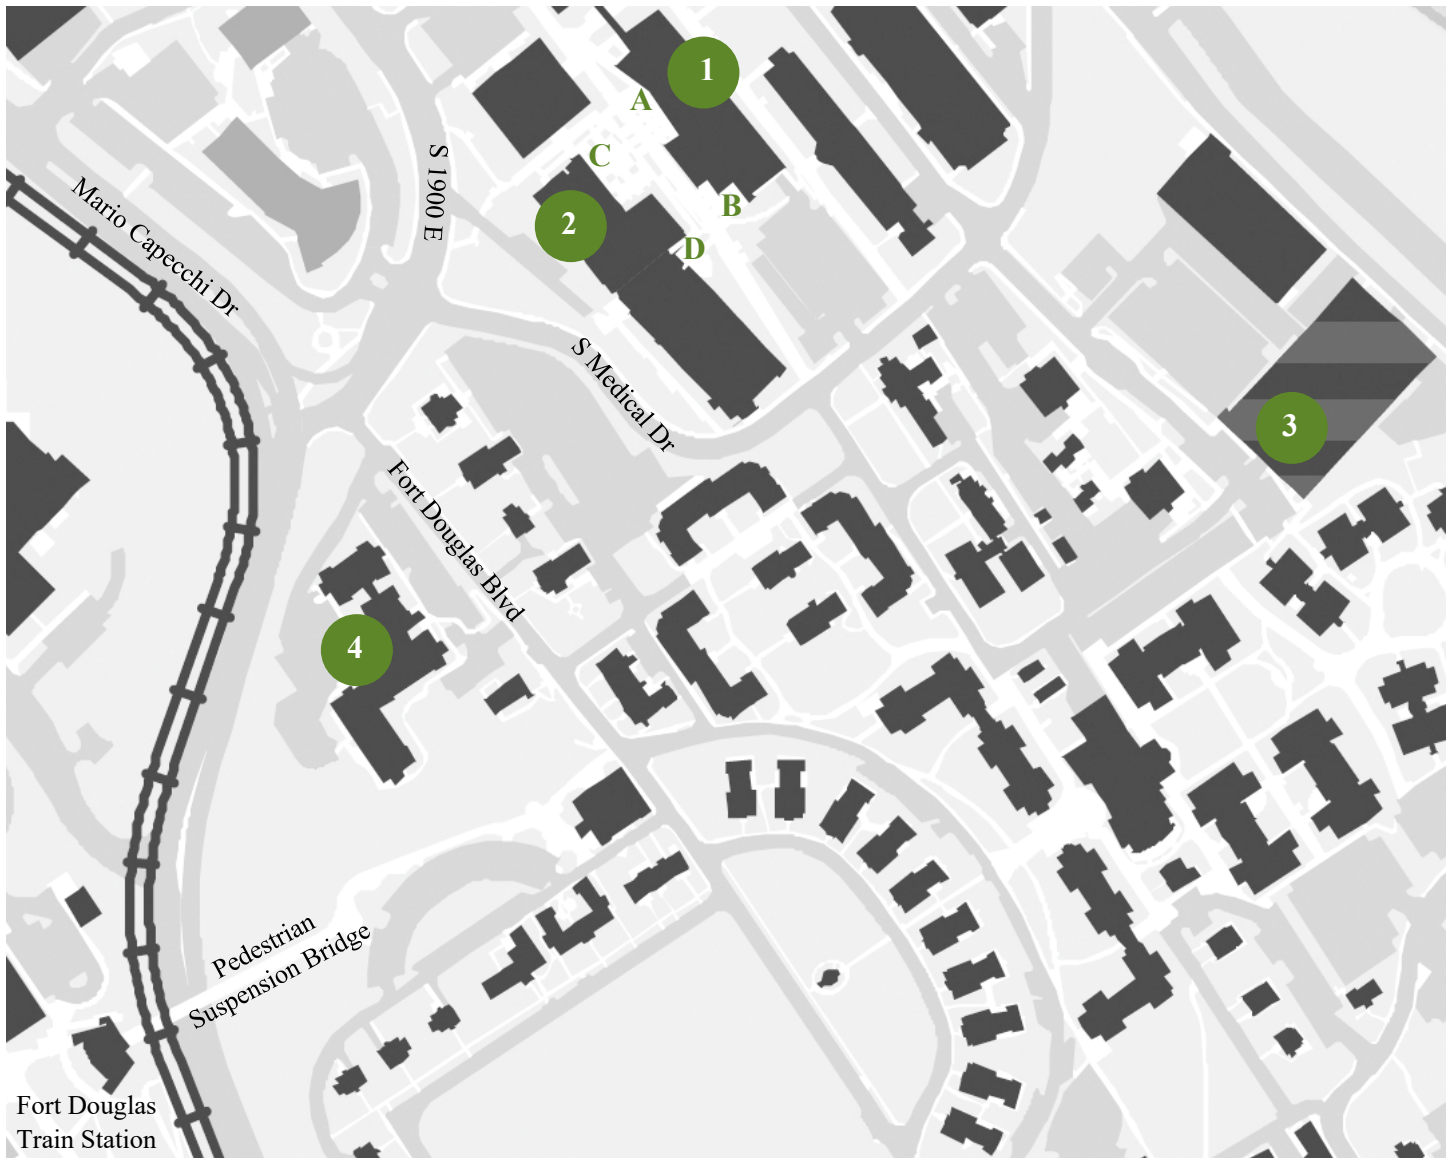 1
A
C
S 1900 E
Mario Capecchi Dr
2
B
D
S Medical Dr
3
Fort Douglas Blvd
4
Pedestrian
Suspension Bridge
Fort Douglas
Train Station